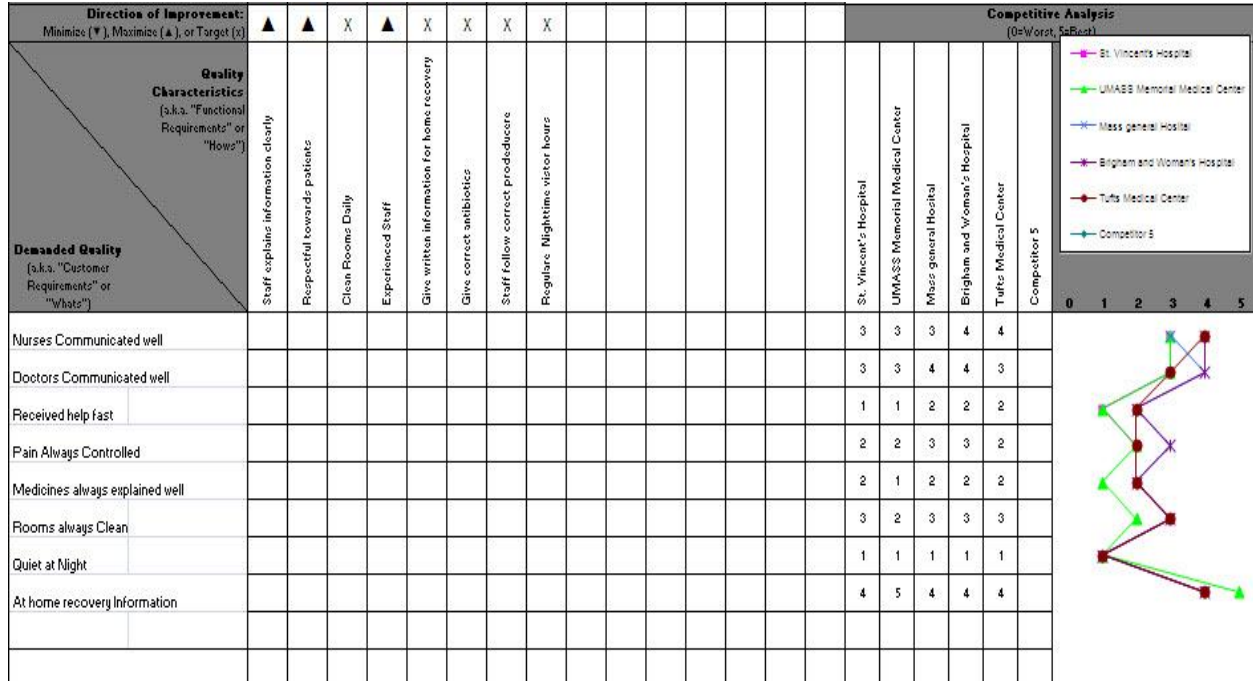 Direction of Improvement:
Minimize (▼), Maximize (▲), or Target (x)
▲ ▲ X ▲ X X X X
Competitive Analysis
(0=Worst, 5=Best)
Quality
Characteristics
(a.k.a. "Functional
Requirements" or
"Hows")
Demanded Quality
(a.k.a. "Customer
Requirements" or
"Whats")
Staff explains information clearly
Respectful towards patients
Clean Rooms Daily
Experienced Staff
Give written information for home recovery
Give correct antibiotics
Staff follow correct prodeducere
Regulare Nighttime vistor hours
St. Vincent's Hospital
UMASS Memorial Medical Center
Mass general Hosital
Brigham and Woman's Hospital
Tufts Medical Center
Competitor 5
St. Vincent's Hospital
UMASS Memorial Medical Center
Mass general Hosital
Brigham and Woman's Hospital
Tufts Medical Center
Competitor 5
0 1 2 3 4 5
Nurses Communicated well 3 3 3 4 4
Doctors Communicated well 3 3 4 4 3
Received help fast 1 1 2 2 2
Pain Always Controlled 2 2 3 3 2
Medicines always explained well 2 1 2 2 2
Rooms always Clean 3 2 3 3 3
Quiet at Night 1 1 1 1 1
At home recovery Information 4 5 4 4 4